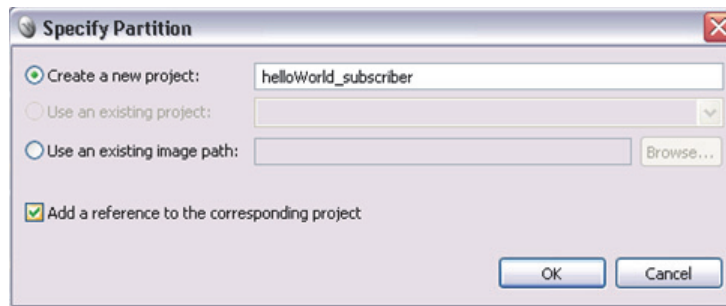 Specify Partition
Create a new project: helloWorld_subscriber
Use an existing project:
Use an existing image path: Browse...
Add a reference to the corresponding project
OK Cancel